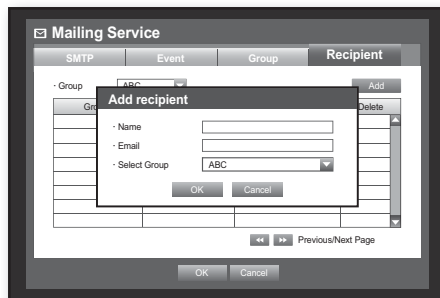 Mailing Service
SMTP Event Group Recipient
· Group ABC Add
Delete
Add recipient
· Name
· Email
· Select Group ABC
OK Cancel
Previous/Next Page
OK Cancel